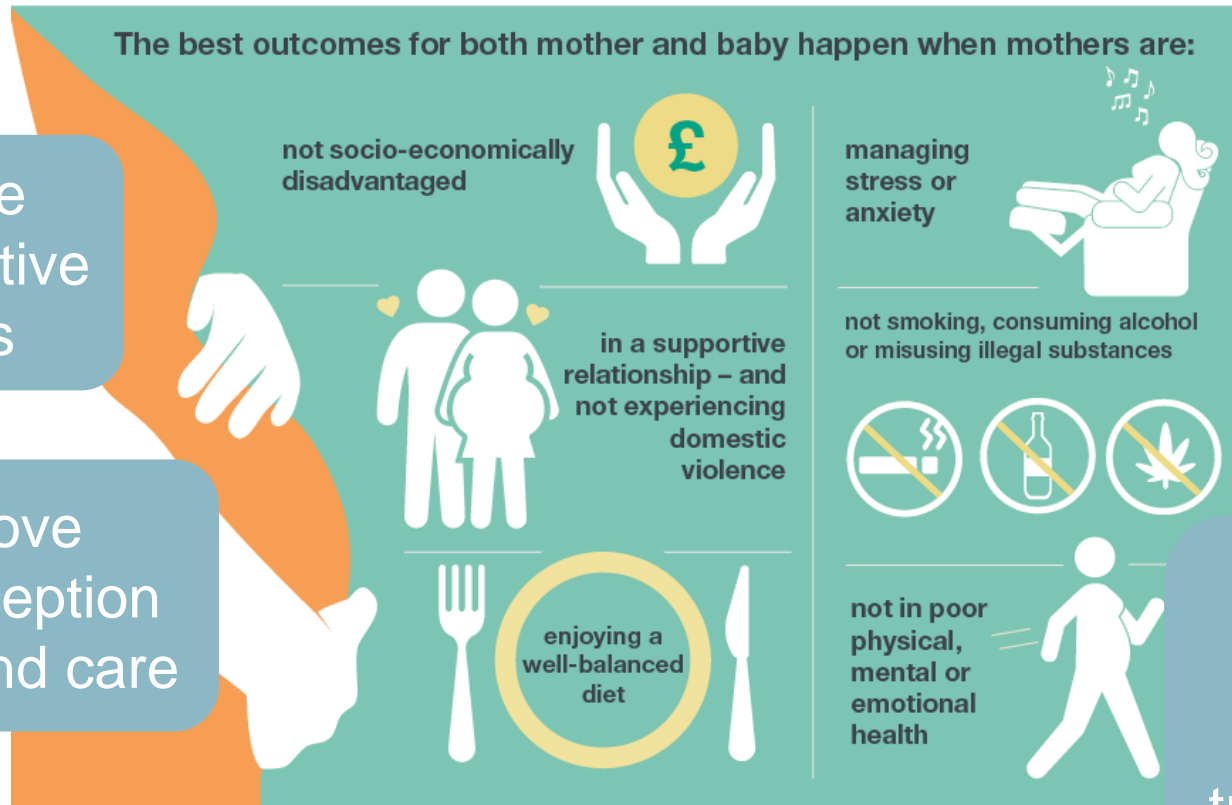 The best outcomes for both mother and baby happen when mothers are:
not socio-economically
disadvantaged
£
in a supportive
relationship – and
not experiencing
domestic
violence
enjoying a
well-balanced
diet
managing
stress or
anxiety
not smoking, consuming alcohol
or misusing illegal substances
not in poor
physical,
mental or
emotional
health
care